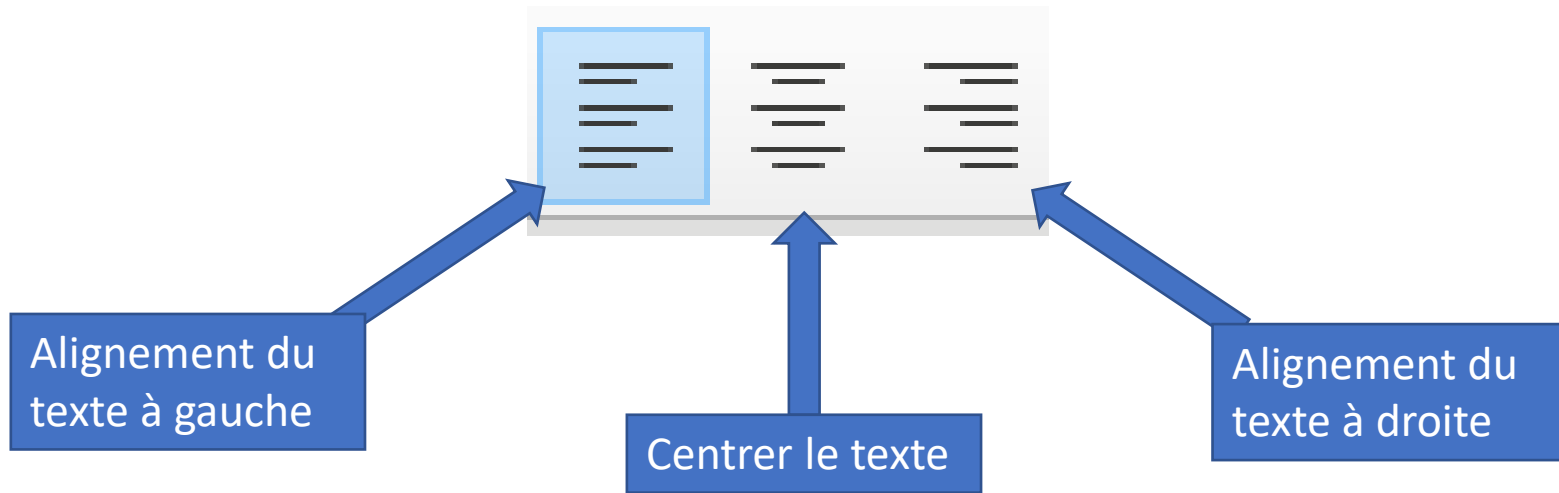 Alignement du
texte à gauche
Centrer le texte
Alignement du
texte à droite